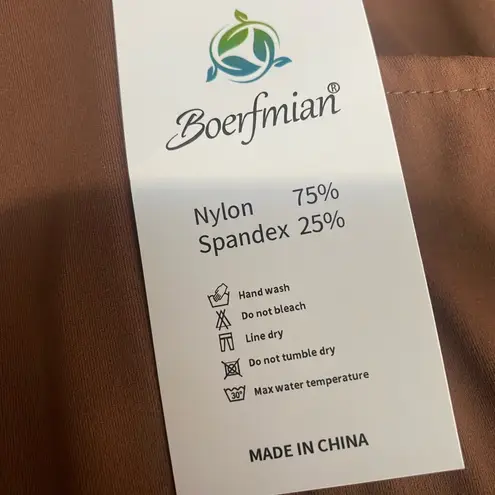 Boerfmian®
Nylon 75%
Spandex 25%
Hand wash
Do not bleach
Line dry
Do not tumble dry
30° Max water temperature
MADE IN CHINA